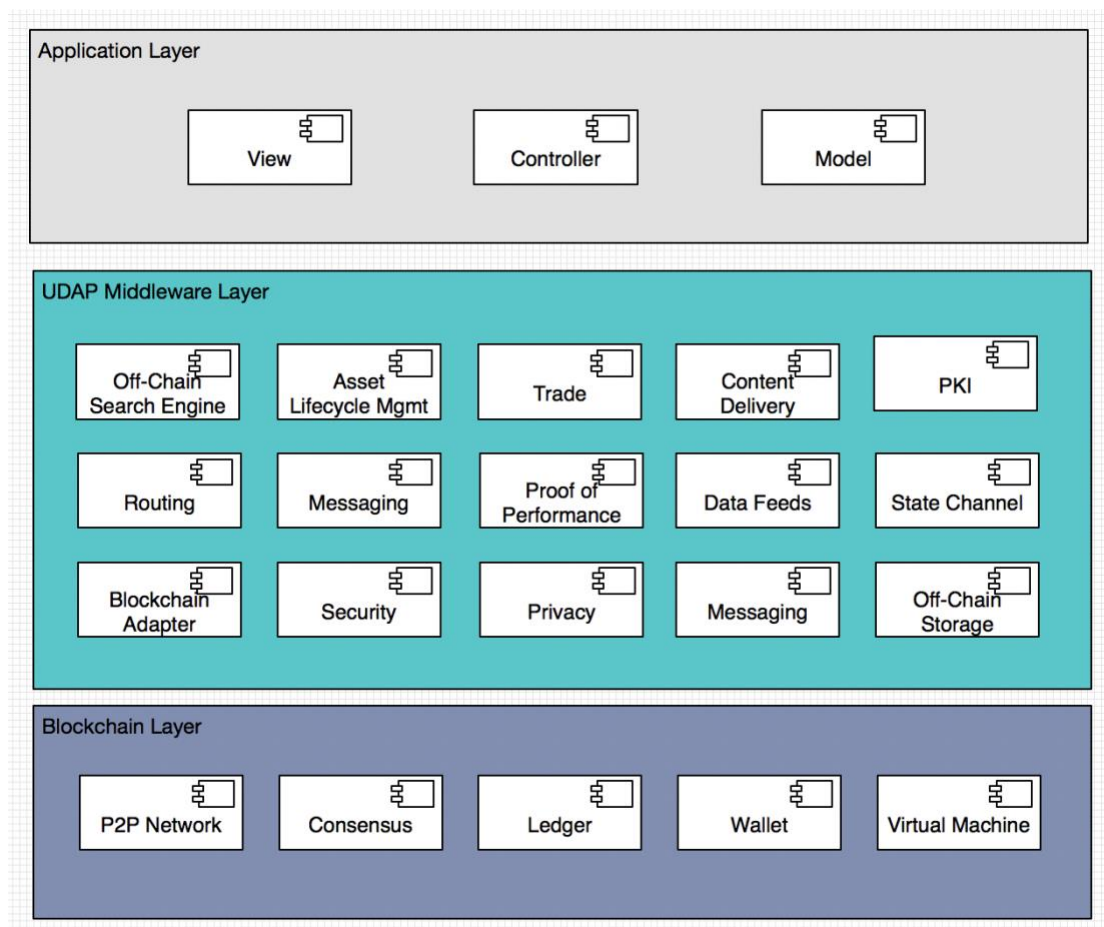 Application Layer
View
Controller
Model
UDAP Middleware Layer
Off-Chain
Search Engine
Asset
Lifecycle Mgmt
Trade
Content
Delivery
PKI
Routing
Messaging
Proof of
Performance
Data Feeds
State Channel
Blockchain
Adapter
Security
Privacy
Messaging
Off-Chain
Storage
Blockchain Layer
P2P Network
Consensus
Ledger
Wallet
Virtual Machine